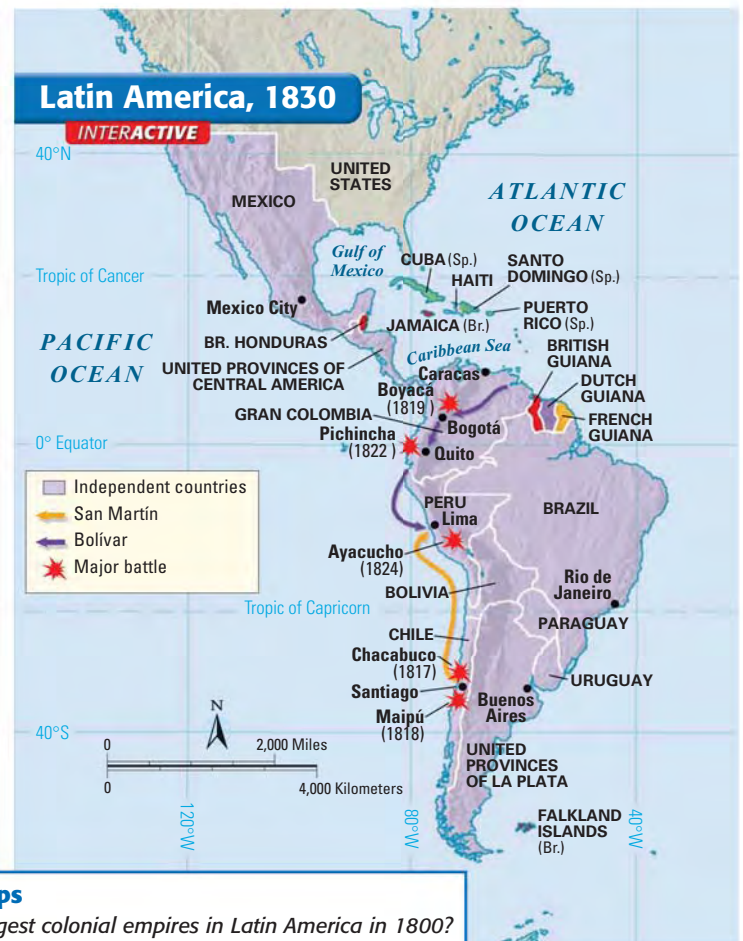 Latin America, 1830
INTERACTIVE
40°N
UNITED
STATES
MEXICO
ATLANTIC
OCEAN
Gulf of
Mexico
CUBA (Sp.)
HAITI
SANTO
DOMINGO (Sp.)
Tropic of Cancer
Mexico City
PUERTO
RICO (Sp.)
JAMAICA (Br.)
PACIFIC
OCEAN
BR. HONDURAS
Caribbean Sea
BRITISH
GUIANA
UNITED PROVINCES OF
CENTRAL AMERICA
Caracas
DUTCH
GUIANA
Boyacá
(1819 )
GRAN COLOMBIA
Bogotá
FRENCH
GUIANA
Pichincha
(1822 )
0° Equator
Quito
Independent countries
San Martín
Bolívar
Major battle
PERU
Lima
BRAZIL
Ayacucho
(1824)
BOLIVIA
Rio de
Janeiro
Tropic of Capricorn
PARAGUAY
CHILE
Chacabuco
(1817)
URUGUAY
Santiago
Buenos
Aires
Maipú
(1818)
N
40°S
0
2,000 Miles
0
4,000 Kilometers
UNITED
PROVINCES
OF LA PLATA
120°W
80°W
40°W
FALKLAND
ISLANDS
(Br.)
ps
gest colonial empires in Latin America in 1800?